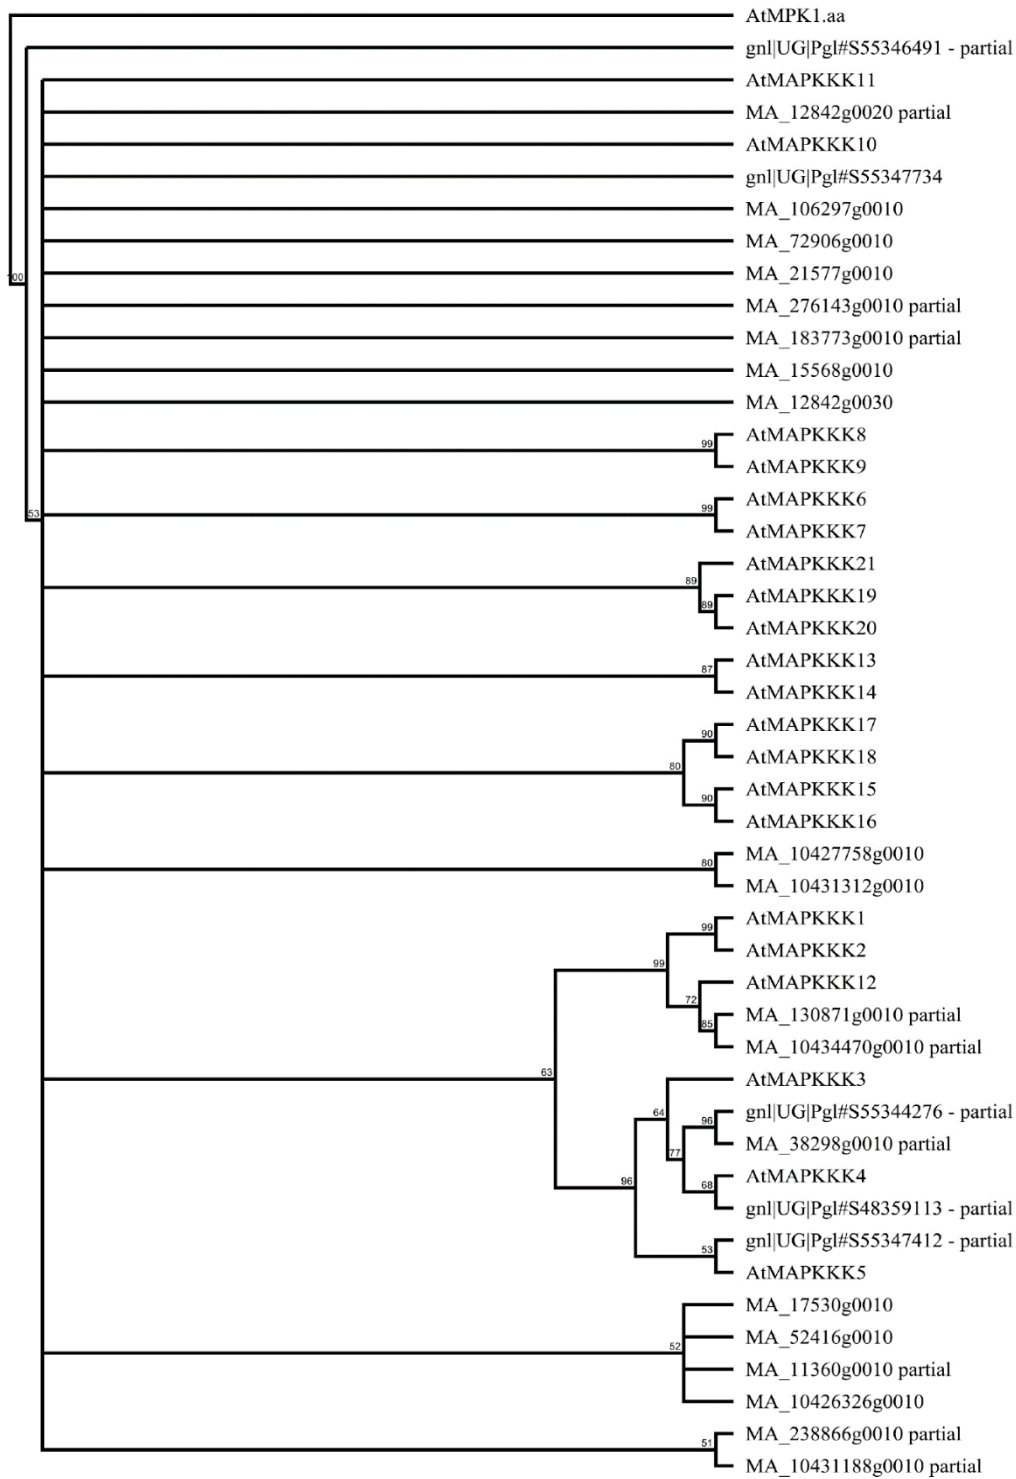 AtMPK1.aa
gnl|UG|Pgl#S55346491 - partial
AtMAPKKK11
MA_12842g0020 partial
AtMAPKKK10
gnl|UG|Pgl#S55347734
MA_106297g0010
MA_72906g0010
MA_21577g0010
100
MA_276143g0010 partial
MA_183773g0010 partial
MA_15568g0010
MA_12842g0030
AtMAPKKK8
99
AtMAPKKK9
AtMAPKKK6
99
53
AtMAPKKK7
AtMAPKKK21
89
AtMAPKKK19
89
AtMAPKKK20
AtMAPKKK13
87
AtMAPKKK14
AtMAPKKK17
90
AtMAPKKK18
80
AtMAPKKK15
90
AtMAPKKK16
MA_10427758g0010
80
MA_10431312g0010
AtMAPKKK1
99
AtMAPKKK2
99
AtMAPKKK12
72
MA_130871g0010 partial
85
MA_10434470g0010 partial
63
AtMAPKKK3
64
gnl|UG|Pgl#S55344276 - partial
96
MA_38298g0010 partial
77
AtMAPKKK4
96
68
gnl|UG|Pgl#S48359113 - partial
gnl|UG|Pgl#S55347412 - partial
53
AtMAPKKK5
MA_17530g0010
MA_52416g0010
52
MA_11360g0010 partial
MA_10426326g0010
MA_238866g0010 partial
51
MA_10431188g0010 partial